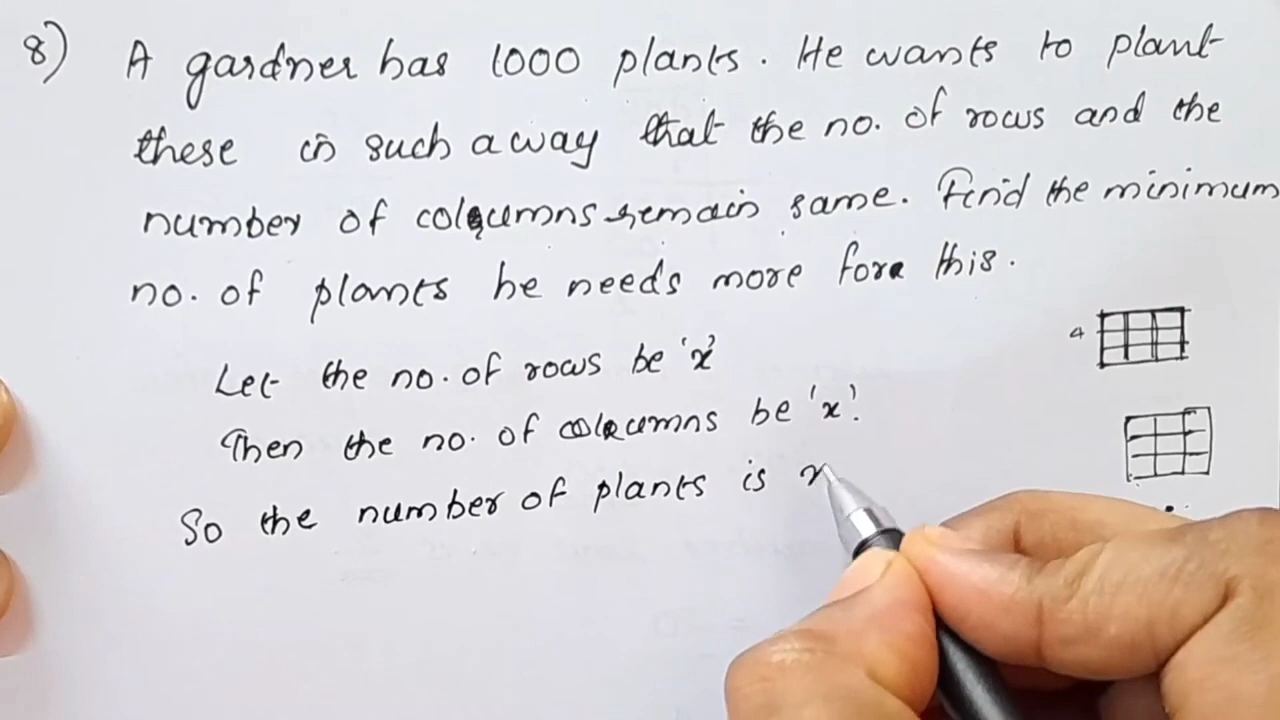 8) A gardner has 1000 plants. He wants to plant
these in such a way that the no. of rows and the
number of columns remain same. Find the minimum
no. of plants he needs more for this.
Let the no. of rows be 'x'
4
Then the no. of columns be 'x'.
So the number of plants is x